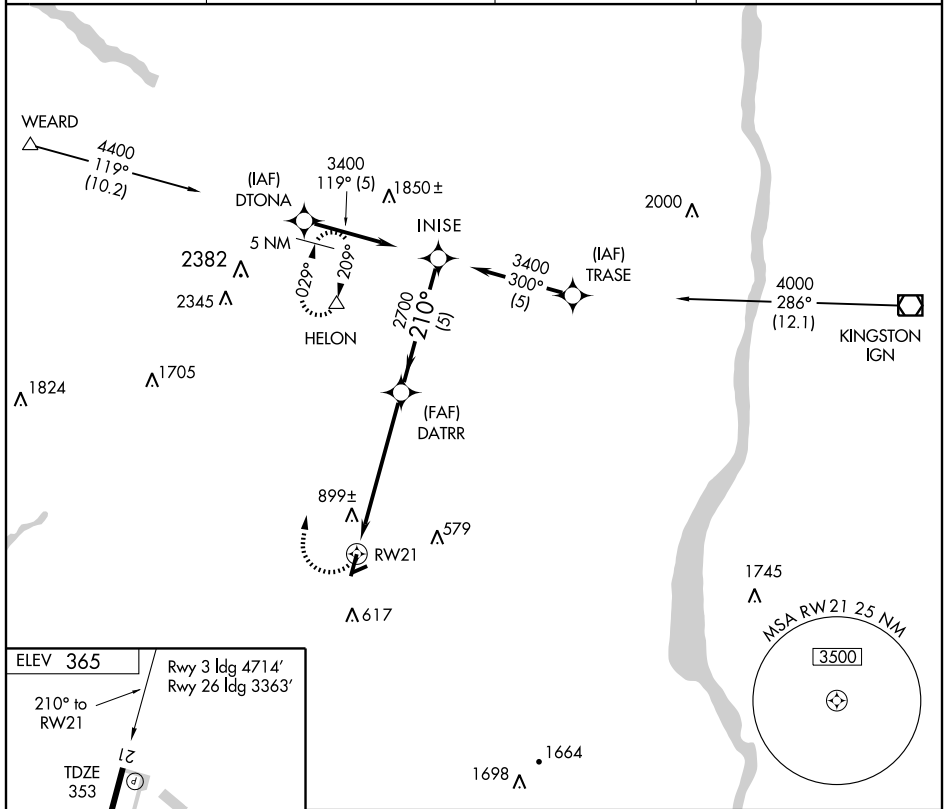 WEARD
4400
119°
(10.2)
(IAF)
DTONA
3400
119° (5)
1850 ±
5 NM
029°
209°
HELON
INISE
2382
2345
2000
(IAF)
TRASE
3400
300°
(5)
4000
286°
(12.1)
KINGSTON
IGN
2700
210°
(5)
1824
1705
(FAF)
DATRR
899±
579
RW21
617
1745
MSA RW 21 25 NM
3500
ELEV 365
Rwy 3 ldg 4714'
Rwy 26 ldg 3363'
210° to
RW21
21
TDZE
353
P
1664
1698